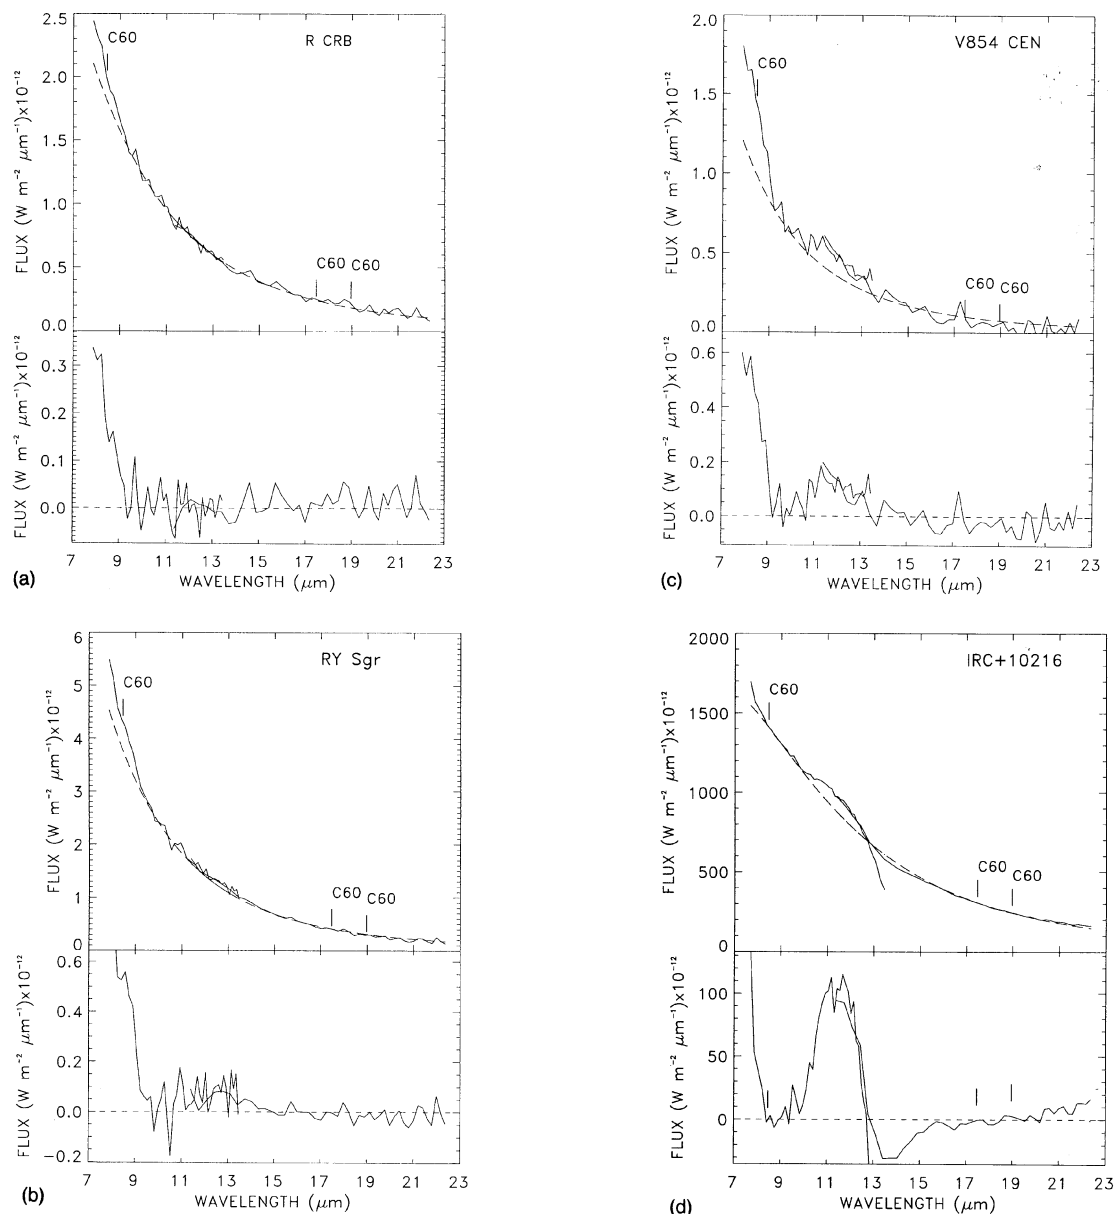 R CRB
C60
C60 C60
FLUX (W m⁻² μm⁻¹)×10⁻¹²
2.5
2.0
1.5
1.0
0.5
0.0
FLUX (W m⁻² μm⁻¹)×10⁻¹²
0.3
0.2
0.1
0.0
7 9 11 13 15 17 19 21 23
WAVELENGTH (μm)
(a)
V854 CEN
C60
C60 C60
FLUX (W m⁻² μm⁻¹)×10⁻¹²
2.0
1.5
1.0
0.5
0.0
FLUX (W m⁻² μm⁻¹)×10⁻¹²
0.6
0.4
0.2
0.0
7 9 11 13 15 17 19 21 23
WAVELENGTH (μm)
(c)
RY Sgr
C60
C60 C60
FLUX (W m⁻² μm⁻¹)×10⁻¹²
6
5
4
3
2
1
0
FLUX (W m⁻² μm⁻¹)×10⁻¹²
0.6
0.4
0.2
0.0
−0.2
7 9 11 13 15 17 19 21 23
WAVELENGTH (μm)
(b)
IRC+10216
C60
C60 C60
FLUX (W m⁻² μm⁻¹)×10⁻¹²
2000
1500
1000
500
0
FLUX (W m⁻² μm⁻¹)×10⁻¹²
100
50
0
7 9 11 13 15 17 19 21 23
WAVELENGTH (μm)
(d)